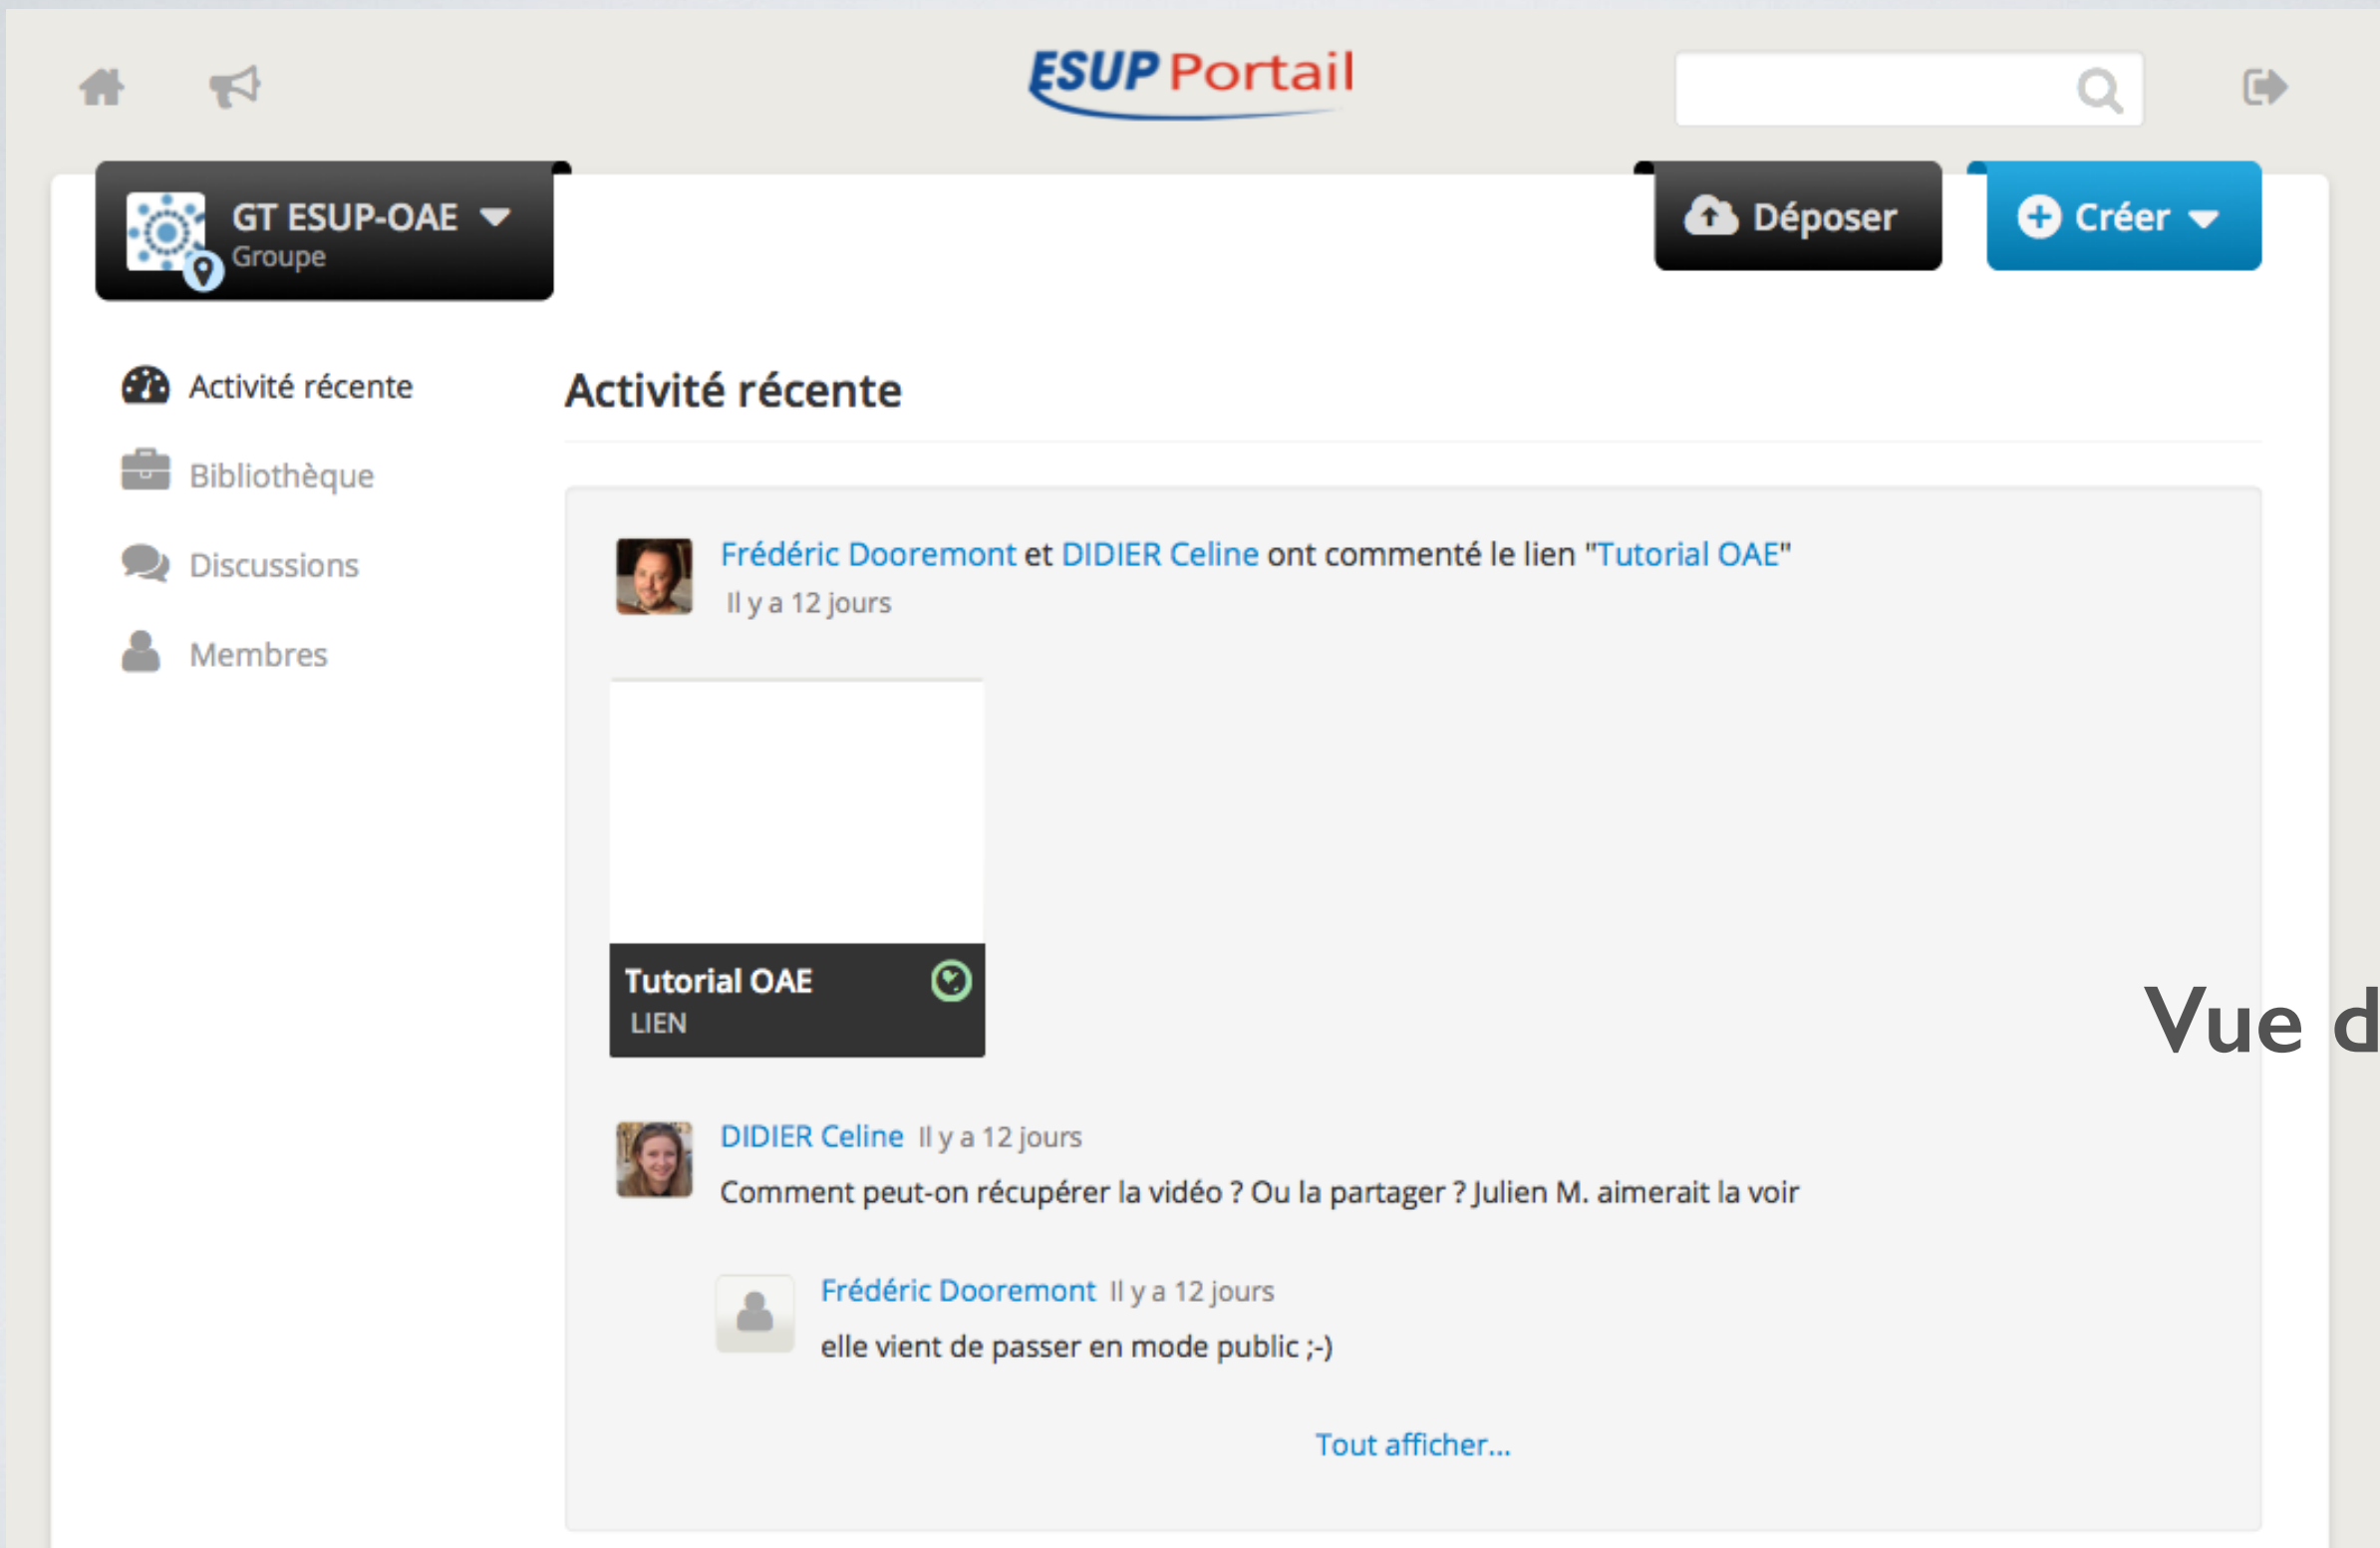 ESUP Portail
GT ESUP-OAE
Groupe
Déposer
Créer
Activité récente
Bibliothèque
Discussions
Membres
Activité récente
Frédéric Dooremont et DIDIER Celine ont commenté le lien "Tutorial OAE"
Il y a 12 jours
Tutorial OAE
LIEN
Vue d
DIDIER Celine Il y a 12 jours
Comment peut-on récupérer la vidéo ? Ou la partager ? Julien M. aimerait la voir
Frédéric Dooremont Il y a 12 jours
elle vient de passer en mode public ;-)
Tout afficher...